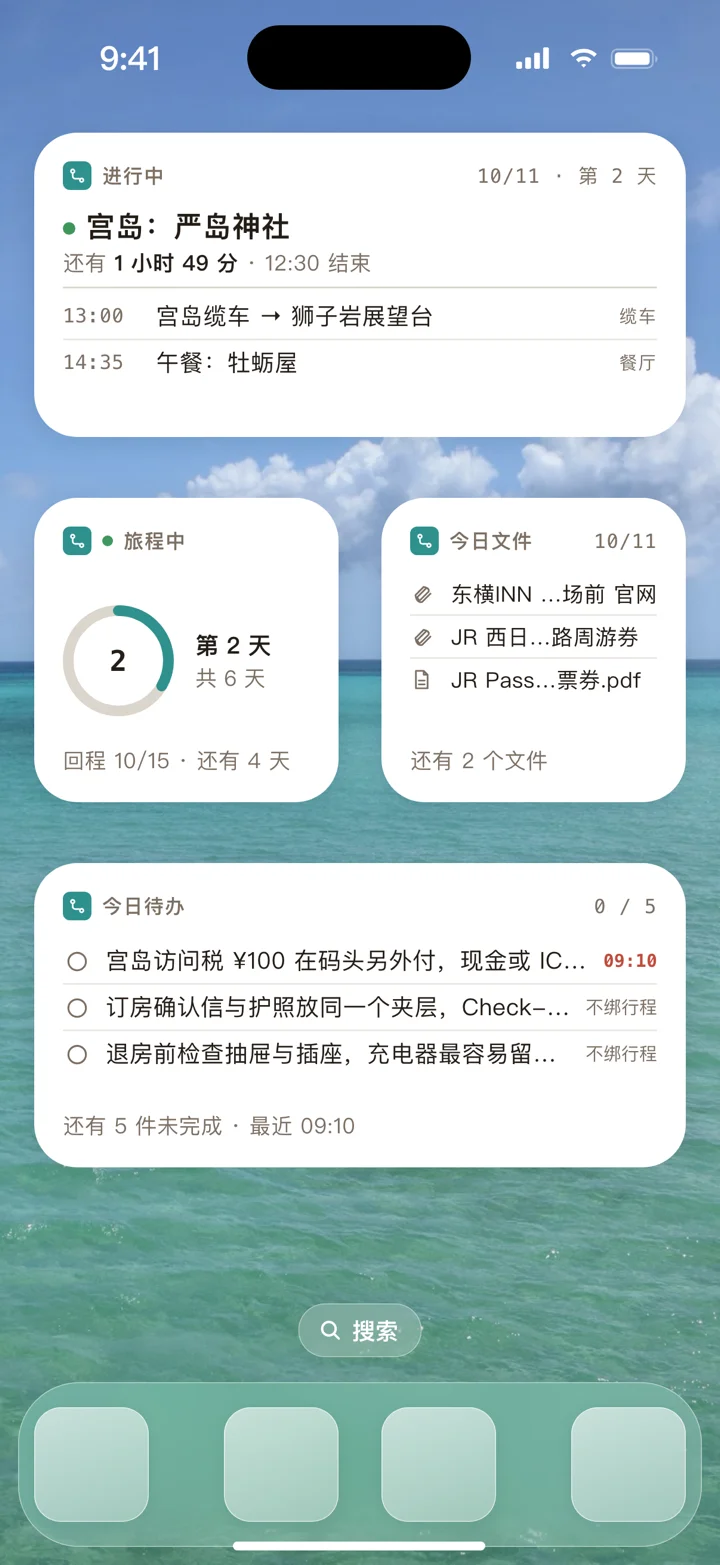 9:41
进行中 10/11 · 第 2 天
宫岛：严岛神社
还有 1 小时 49 分 · 12:30 结束
13:00 宫岛缆车 → 狮子岩展望台 缆车
14:35 午餐：牡蛎屋 餐厅
旅程中
2
第 2 天
共 6 天
回程 10/15 · 还有 4 天
今日文件 10/11
东横INN …场前 官网
JR 西日…路周游券
JR Pass…票券.pdf
还有 2 个文件
今日待办 0 / 5
宫岛访问税 ¥100 在码头另外付，现金或 IC… 09:10
订房确认信与护照放同一个夹层，Check-… 不绑行程
退房前检查抽屉与插座，充电器最容易留… 不绑行程
还有 5 件未完成 · 最近 09:10
搜索